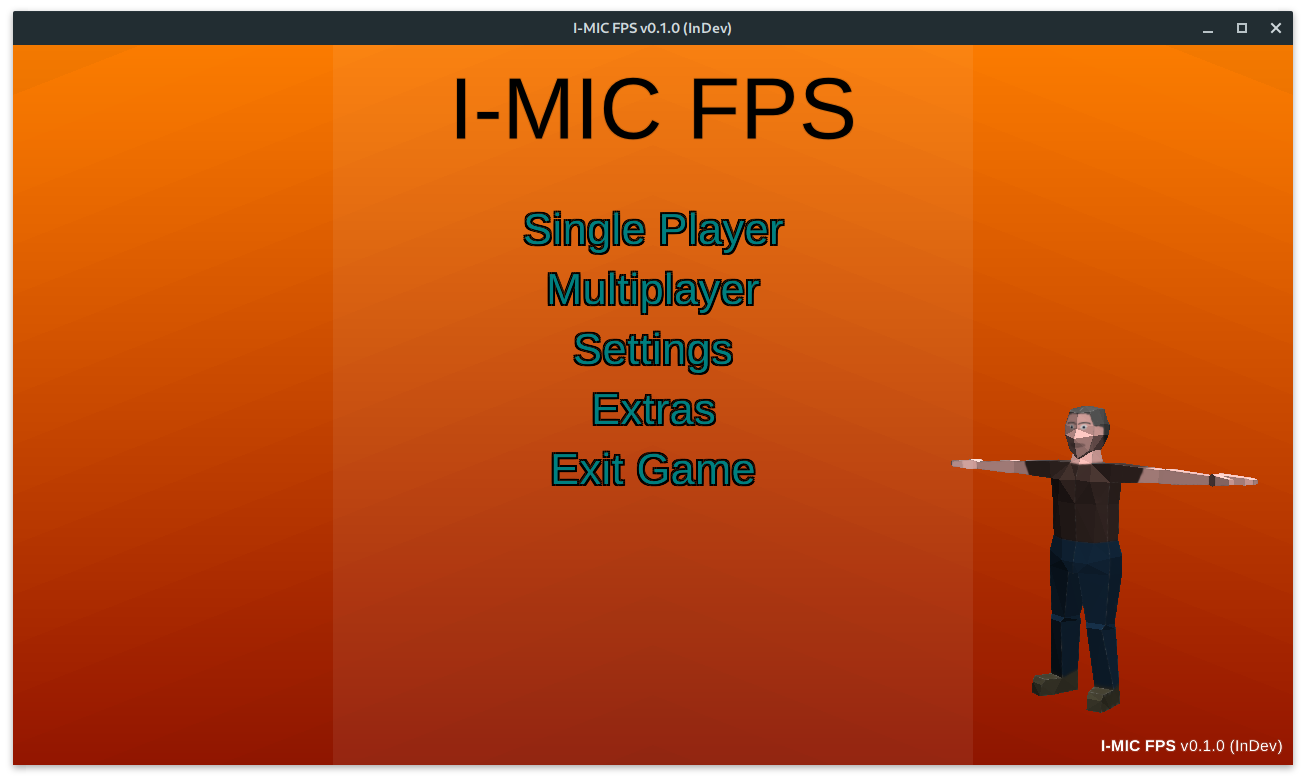 I-MIC FPS v0.1.0 (InDev)
I-MIC FPS
Single Player
Multiplayer
Settings
Extras
Exit Game
I-MIC FPS v0.1.0 (InDev)